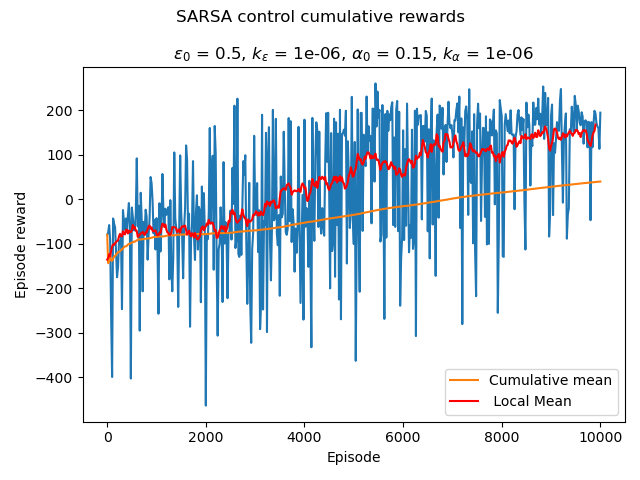 SARSA control cumulative rewards
ε₀ = 0.5, kε = 1e-06, α₀ = 0.15, kα = 1e-06
200
100
0
−100
−200
−300
−400
Episode reward
Cumulative mean
Local Mean
0 2000 4000 6000 8000 10000
Episode